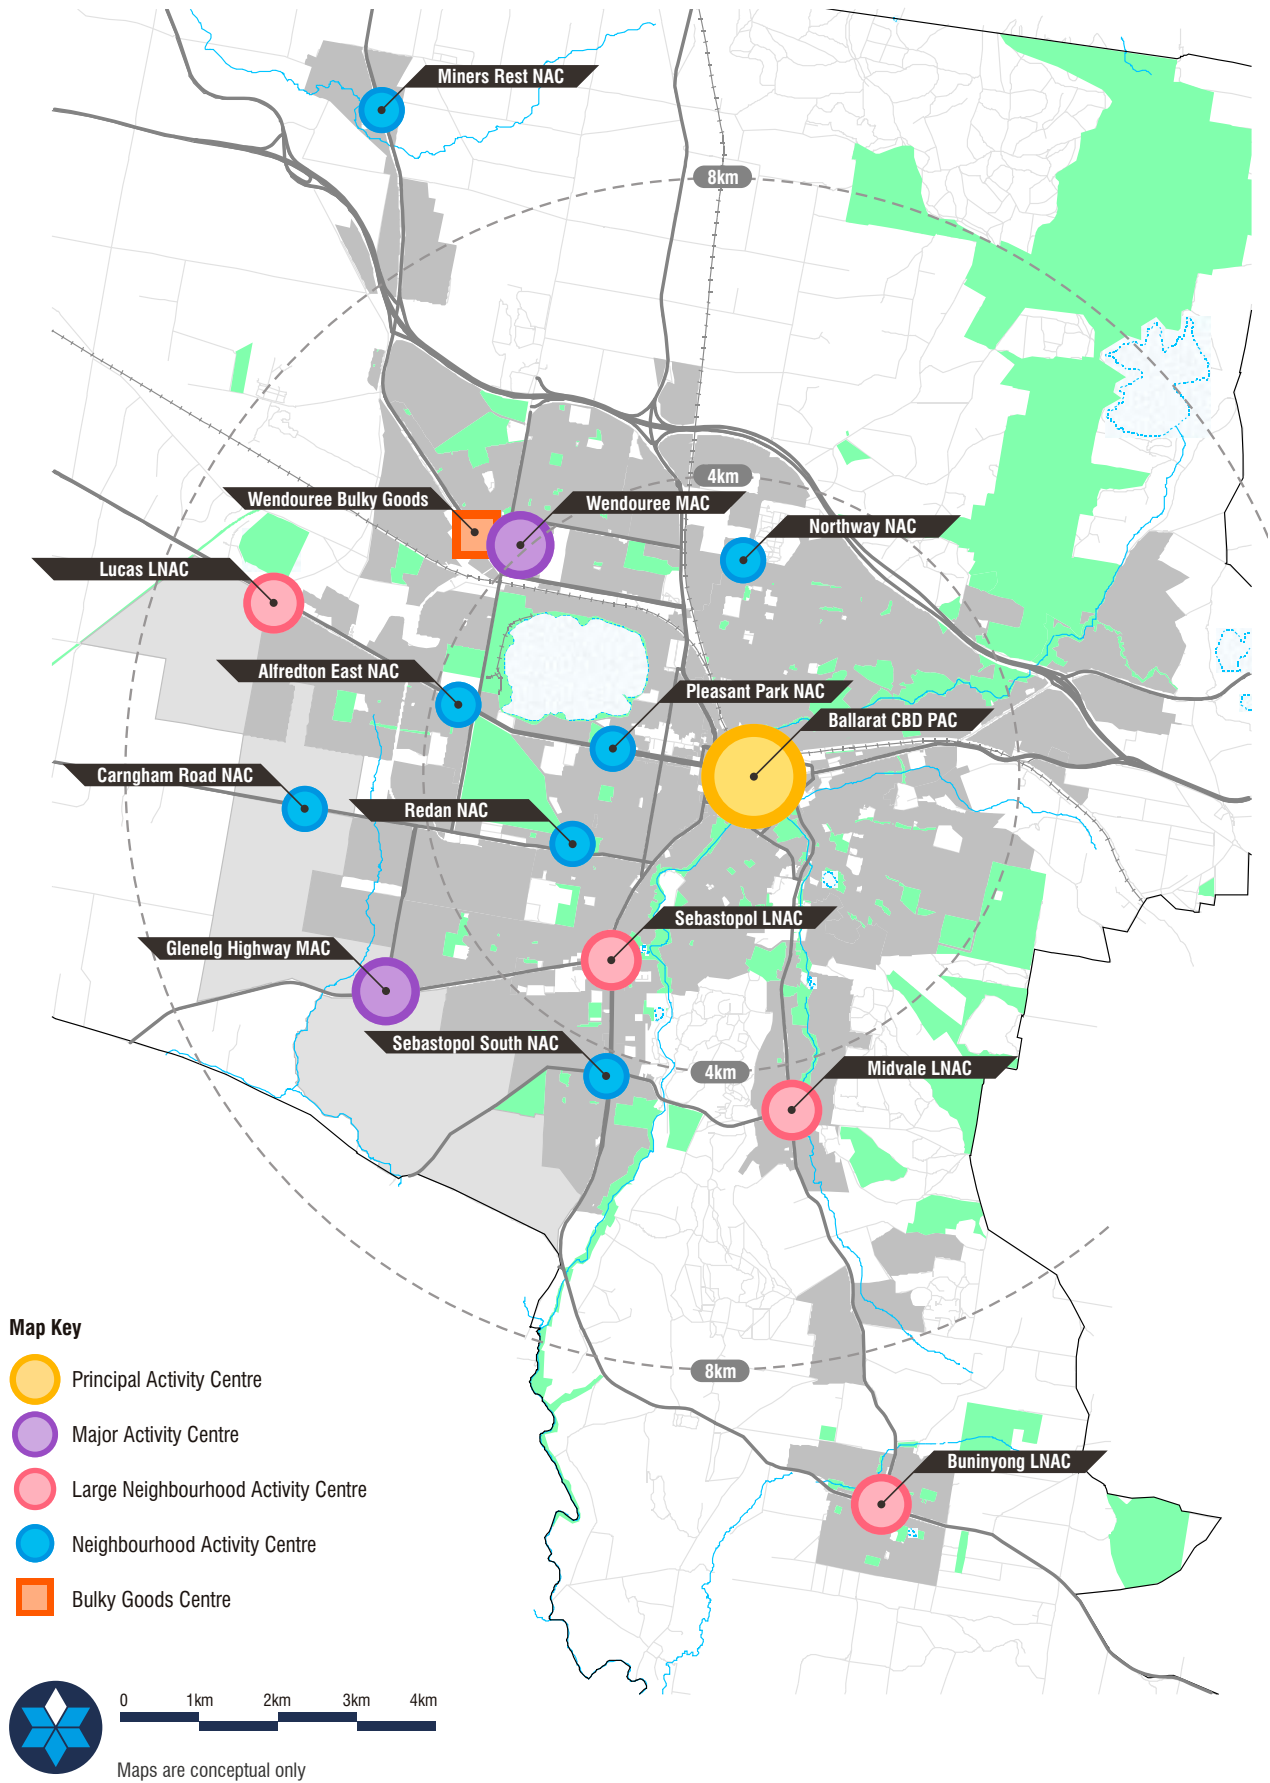 Miners Rest NAC
8km
4km
Wendouree Bulky Goods
Wendouree MAC
Northway NAC
Lucas LNAC
Alfredton East NAC
Pleasant Park NAC
Ballarat CBD PAC
Carngham Road NAC
Redan NAC
Sebastopol LNAC
Glenelg Highway MAC
Sebastopol South NAC
Midvale LNAC
4km
8km
Buninyong LNAC
Map Key
Principal Activity Centre
Major Activity Centre
Large Neighbourhood Activity Centre
Neighbourhood Activity Centre
Bulky Goods Centre
0 1km 2km 3km 4km
Maps are conceptual only